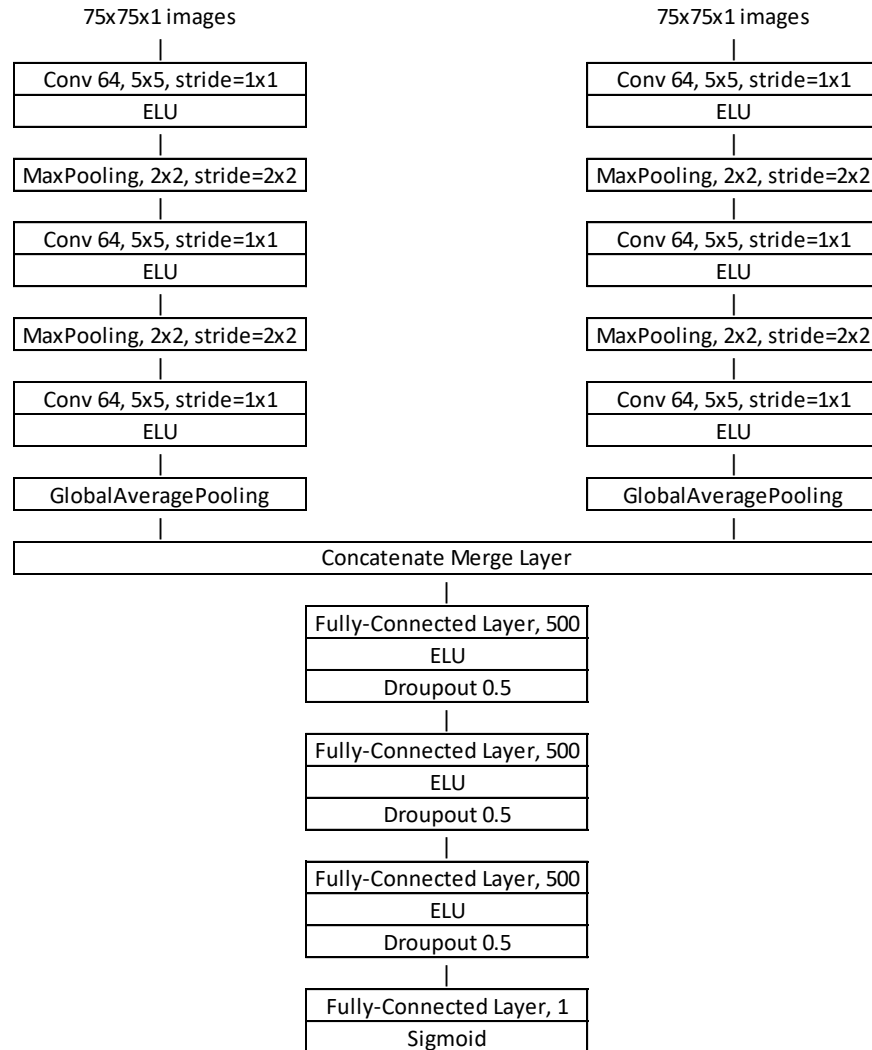 75x75x1 images
Conv 64, 5x5, stride=1x1
ELU
MaxPooling, 2x2, stride=2x2
Conv 64, 5x5, stride=1x1
ELU
MaxPooling, 2x2, stride=2x2
Conv 64, 5x5, stride=1x1
ELU
GlobalAveragePooling
75x75x1 images
Conv 64, 5x5, stride=1x1
ELU
MaxPooling, 2x2, stride=2x2
Conv 64, 5x5, stride=1x1
ELU
MaxPooling, 2x2, stride=2x2
Conv 64, 5x5, stride=1x1
ELU
GlobalAveragePooling
Concatenate Merge Layer
Fully-Connected Layer, 500
ELU
Droupout 0.5
Fully-Connected Layer, 500
ELU
Droupout 0.5
Fully-Connected Layer, 500
ELU
Droupout 0.5
Fully-Connected Layer, 1
Sigmoid